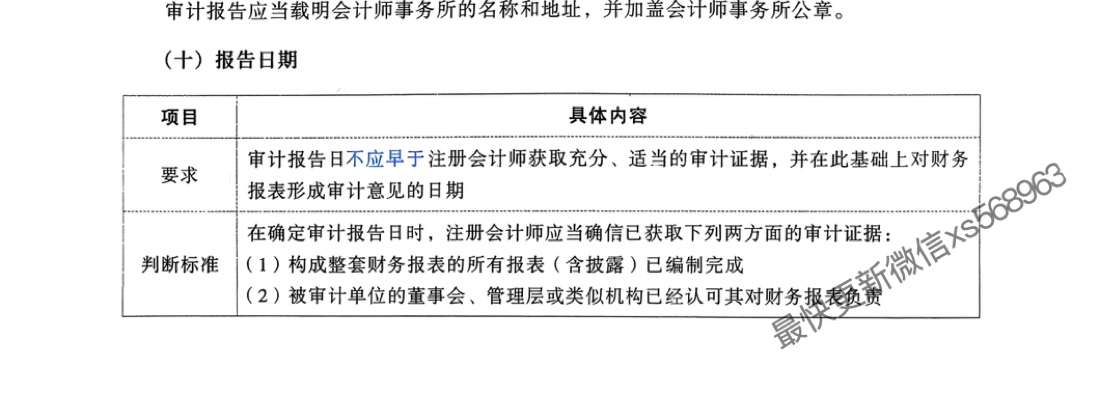 审计报告应当载明会计师事务所的名称和地址，并加盖会计师事务所公章。
（十）报告日期
项目
具体内容
要求
审计报告日不应早于注册会计师获取充分、适当的审计证据，并在此基础上对财务
报表形成审计意见的日期
判断标准
在确定审计报告日时，注册会计师应当确信已获取下列两方面的审计证据：
（1）构成整套财务报表的所有报表（含披露）已编制完成
（2）被审计单位的董事会、管理层或类似机构已经认可其对财务报表负责
最快更新微信xs568963